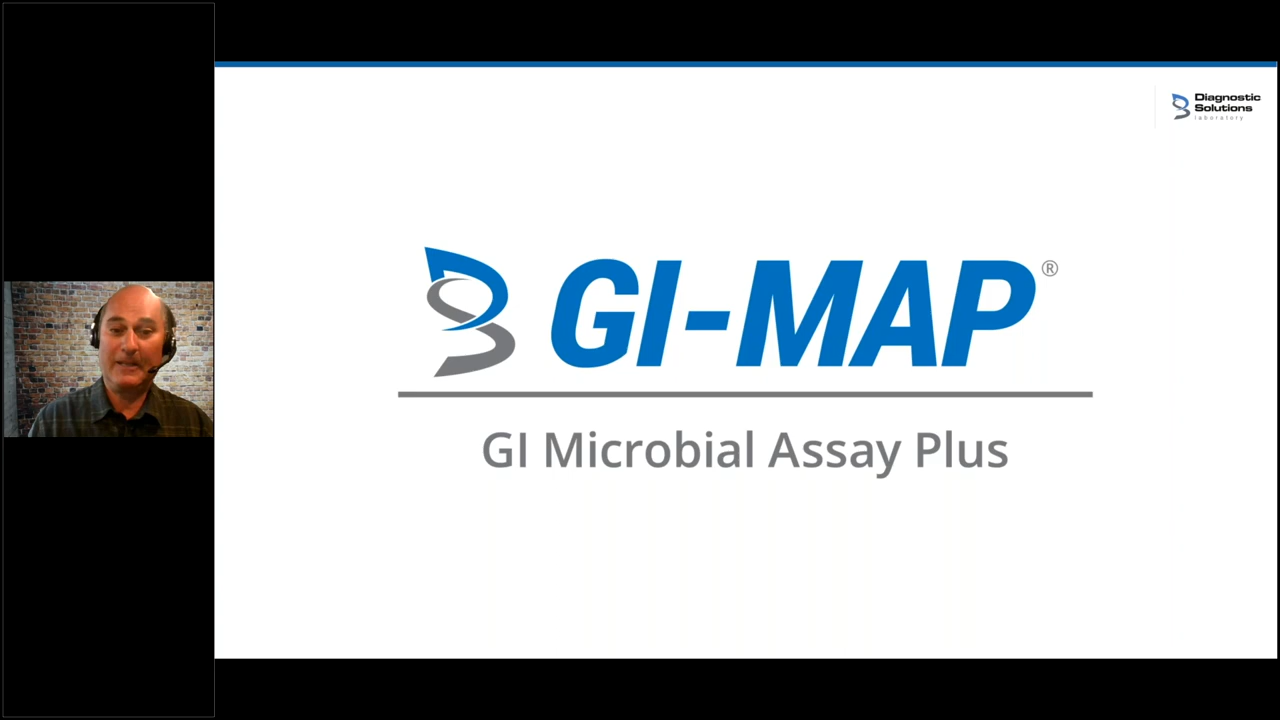 Diagnostic
Solutions
laboratory
GI-MAP®
GI Microbial Assay Plus